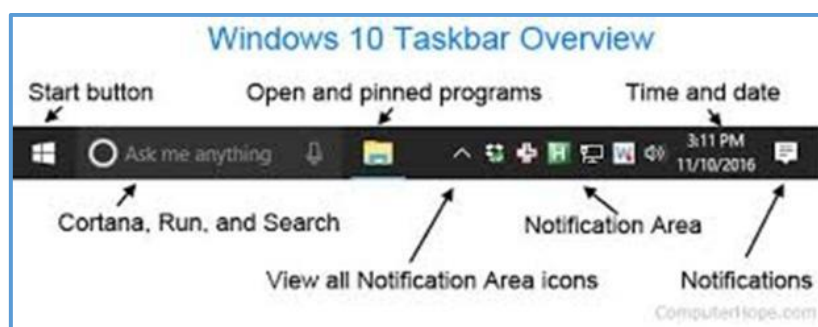 Windows 10 Taskbar Overview
Start button
Open and pinned programs
Time and date
Ask me anything
H
W
3:11 PM
11/10/2016
Cortana, Run, and Search
Notification Area
View all Notification Area icons
Notifications
ComputerHope.com